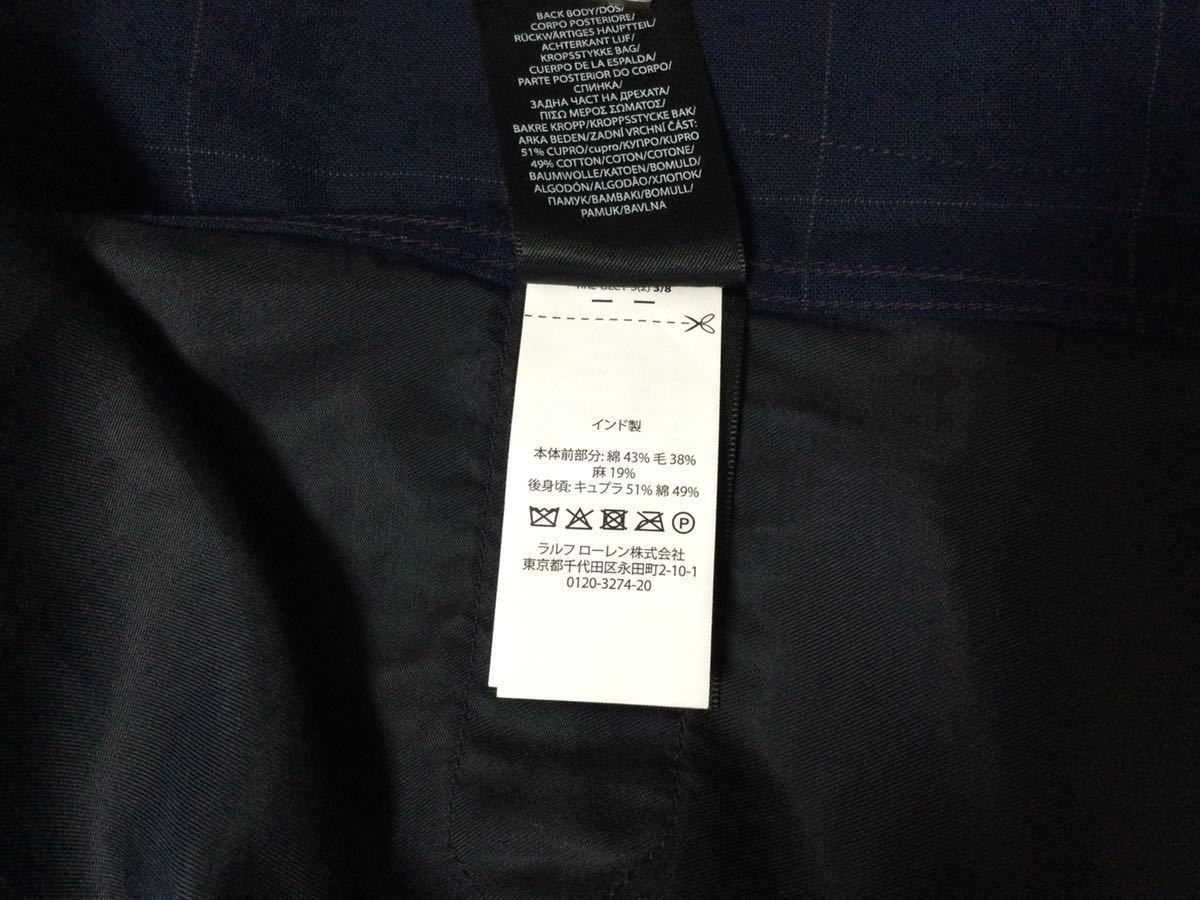 BACK BODY/DOS/
CORPO POSTERIORE/
RÜCKWÄRTIGES HAUPTTEIL/
ACHTERKANT LIJF/
KROPSSTYKKE BAG/
CUERPO DE LA ESPALDA/
PARTE POSTERIOR DO CORPO/
СПИНКА/
ЗАДНА ЧАСТ НА ДРЕХАТА/
ΠΙΣΩ ΜΕΡΟΣ ΣΩΜΑΤΟΣ/
BAKRE KROPP/KROPPSSTYCKE BAK/
ARKA BEDEN/ZADNÍ VRCHNÍ ČÁST:
51% CUPRO/cupro/КУПРО/KUPRO
49% COTTON/COTON/COTONE/
BAUMWOLLE/KATOEN/BOMULD/
ALGODÓN/ALGODÃO/ХЛОПОК/
ПАМУК/ΒΑΜΒΑΚΙ/BOMULL/
PAMUK/BAVLNA
3/8
インド製
本体前部分: 綿 43% 毛 38%
麻 19%
後身頃: キュプラ 51% 綿 49%
P
ラルフ ローレン株式会社
東京都千代田区永田町2-10-1
0120-3274-20